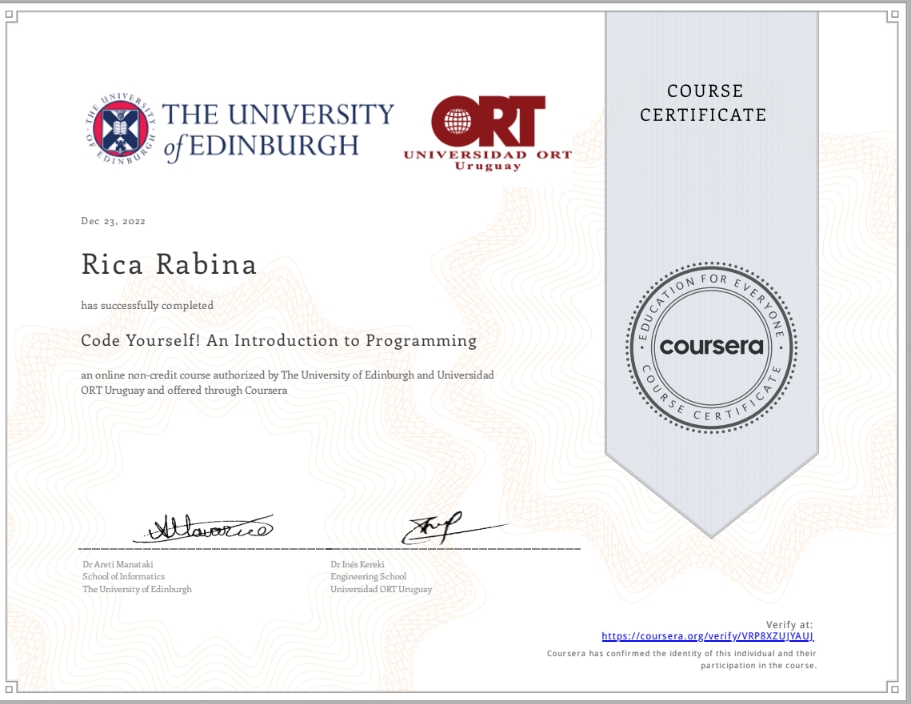 THE UNIVERSITY
of EDINBURGH
THE UNIVERSITY OF EDINBURGH
ORT
UNIVERSIDAD ORT
Uruguay
COURSE
CERTIFICATE
Dec 23, 2022
Rica Rabina
has successfully completed
Code Yourself! An Introduction to Programming
an online non-credit course authorized by The University of Edinburgh and Universidad
ORT Uruguay and offered through Coursera
EDUCATION FOR EVERYONE
coursera
COURSE CERTIFICATE
Dr Areti Manataki
School of Informatics
The University of Edinburgh
Dr Inés Kereki
Engineering School
Universidad ORT Uruguay
Verify at:
https://coursera.org/verify/VRP8XZUJYAUJ
Coursera has confirmed the identity of this individual and their
participation in the course.